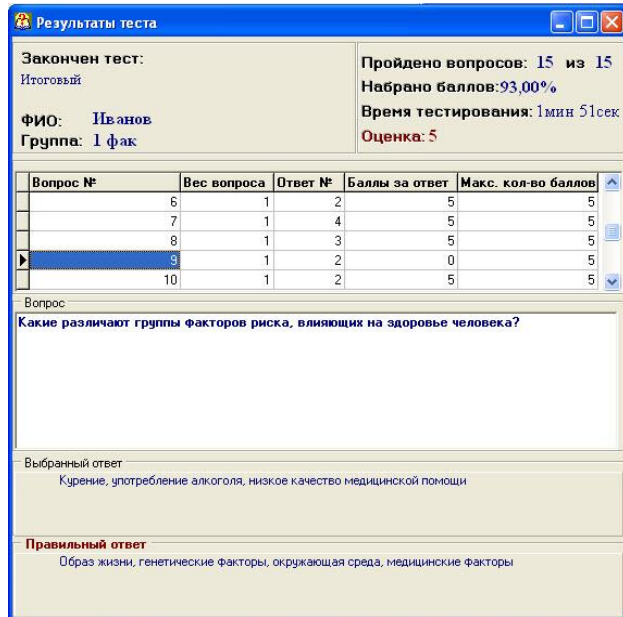 Результаты теста
Закончен тест:
Итоговый
ФИО: Иванов
Группа: 1 фак
Пройдено вопросов: 15 из 15
Набрано баллов:93,00%
Время тестирования: 1мин 51сек
Оценка: 5
Вопрос № Вес вопроса Ответ № Баллы за ответ Макс. кол-во баллов
6 1 2 5 5
7 1 4 5 5
8 1 3 5 5
9 1 2 0 5
10 1 2 5 5
Вопрос
Какие различают группы факторов риска, влияющих на здоровье человека?
Выбранный ответ
Курение, употребление алкоголя, низкое качество медицинской помощи
Правильный ответ
Образ жизни, генетические факторы, окружающая среда, медицинские факторы